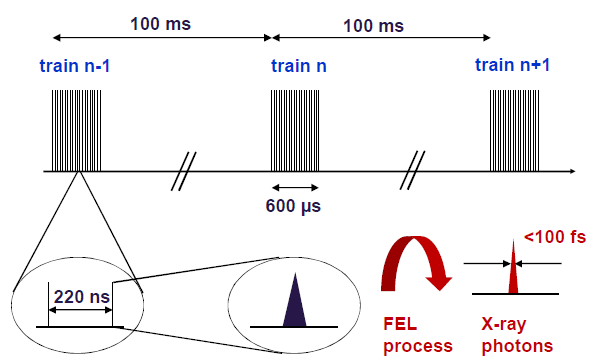 100 ms
100 ms
train n-1
train n
train n+1
600 µs
220 ns
<100 fs
FEL
process
X-ray
photons